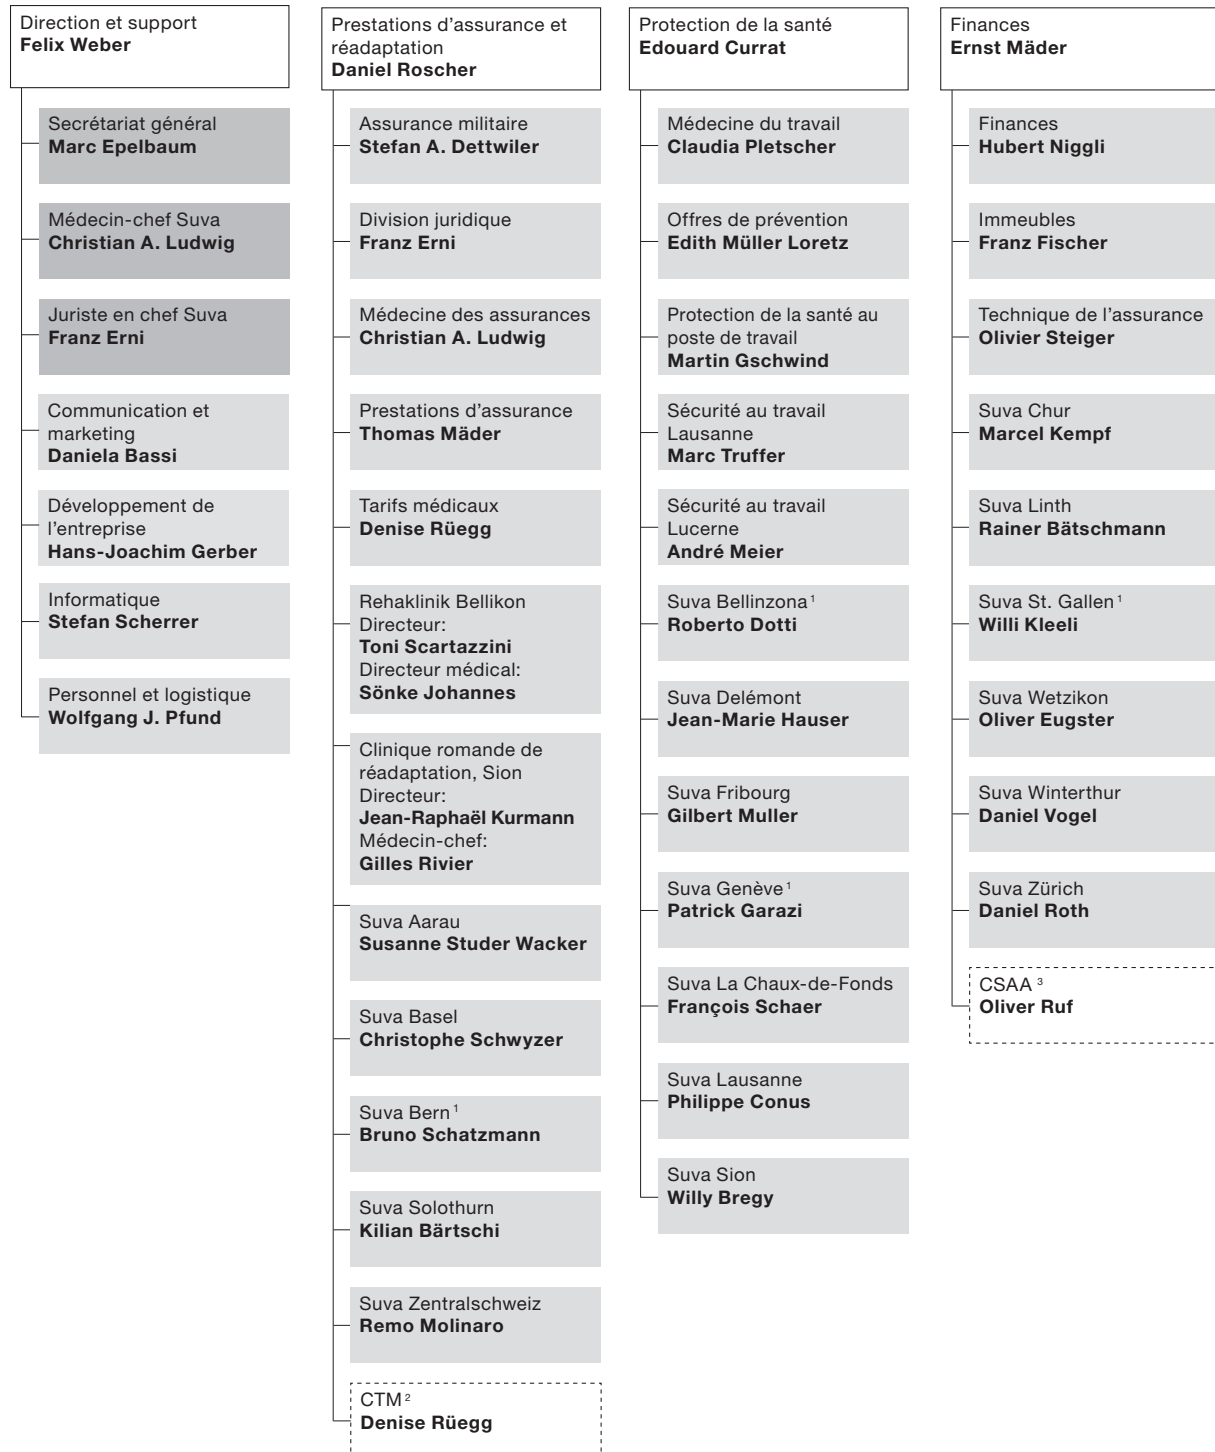 Direction et support
Felix Weber
Secrétariat général
Marc Epelbaum
Médecin-chef Suva
Christian A. Ludwig
Juriste en chef Suva
Franz Erni
Communication et
marketing
Daniela Bassi
Développement de
l’entreprise
Hans-Joachim Gerber
Informatique
Stefan Scherrer
Personnel et logistique
Wolfgang J. Pfund
Prestations d’assurance et
réadaptation
Daniel Roscher
Assurance militaire
Stefan A. Dettwiler
Division juridique
Franz Erni
Médecine des assurances
Christian A. Ludwig
Prestations d’assurance
Thomas Mäder
Tarifs médicaux
Denise Rüegg
Rehaklinik Bellikon
Directeur:
Toni Scartazzini
Directeur médical:
Sönke Johannes
Clinique romande de
réadaptation, Sion
Directeur:
Jean-Raphaël Kurmann
Médecin-chef:
Gilles Rivier
Suva Aarau
Susanne Studer Wacker
Suva Basel
Christophe Schwyzer
Suva Bern ¹
Bruno Schatzmann
Suva Solothurn
Kilian Bärtschi
Suva Zentralschweiz
Remo Molinaro
CTM ²
Denise Rüegg
Protection de la santé
Edouard Currat
Médecine du travail
Claudia Pletscher
Offres de prévention
Edith Müller Loretz
Protection de la santé au
poste de travail
Martin Gschwind
Sécurité au travail
Lausanne
Marc Truffer
Sécurité au travail
Lucerne
André Meier
Suva Bellinzona ¹
Roberto Dotti
Suva Delémont
Jean-Marie Hauser
Suva Fribourg
Gilbert Muller
Suva Genève ¹
Patrick Garazi
Suva La Chaux-de-Fonds
François Schaer
Suva Lausanne
Philippe Conus
Suva Sion
Willy Bregy
Finances
Ernst Mäder
Finances
Hubert Niggli
Immeubles
Franz Fischer
Technique de l’assurance
Olivier Steiger
Suva Chur
Marcel Kempf
Suva Linth
Rainer Bätschmann
Suva St. Gallen ¹
Willi Kleeli
Suva Wetzikon
Oliver Eugster
Suva Winterthur
Daniel Vogel
Suva Zürich
Daniel Roth
CSAA ³
Oliver Ruf